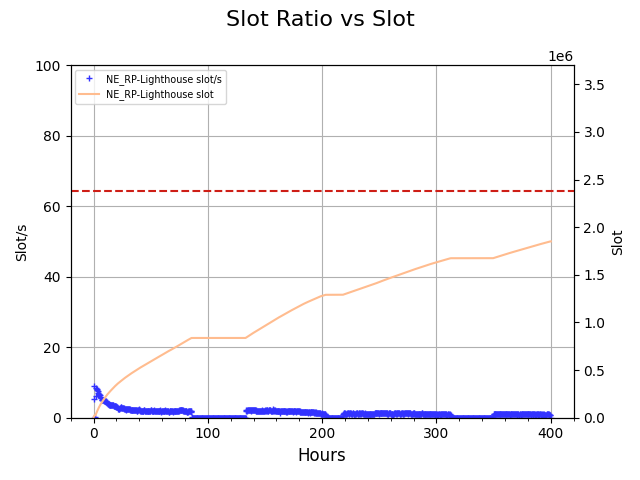 Slot Ratio vs Slot
1e6
NE_RP-Lighthouse slot/s
NE_RP-Lighthouse slot
100
80
60
40
20
0
Slot/s
3.5
3.0
2.5
2.0
1.5
1.0
0.5
0.0
Slot
0
100
200
300
400
Hours